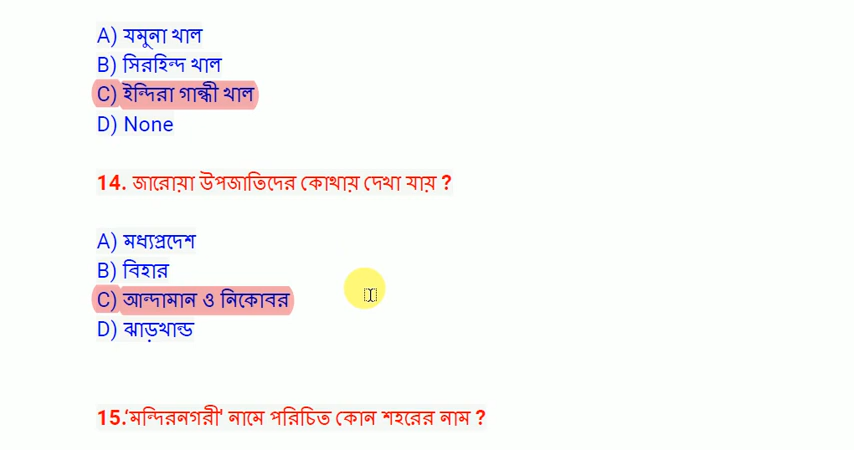 A) যমুনা খাল
B) সিরহিন্দ খাল
C) ইন্দিরা গান্ধী খাল
D) None
14. জারোয়া উপজাতিদের কোথায় দেখা যায় ?
A) মধ্যপ্রদেশ
B) বিহার
C) আন্দামান ও নিকোবর
D) ঝাড়খান্ড
15.‘মন্দিরনগরী' নামে পরিচিত কোন শহরের নাম ?